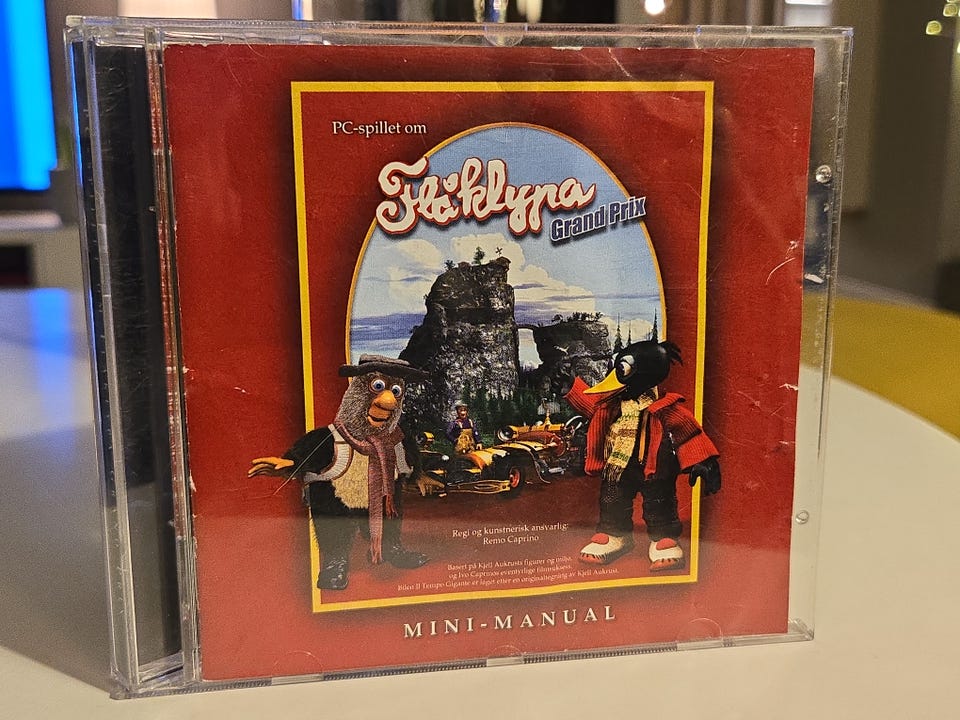 PC-spillet om
Flåklypa
Grand Prix
Regi og kunstnerisk ansvarlig:
Remo Caprino
Basert på Kjell Aukrusts figurer og miljø,
og Ivo Caprinos eventyrlige filmsuksess.
Bilen Il Tempo Gigante er laget etter en originaltegning av Kjell Aukrust.
MINI-MANUAL